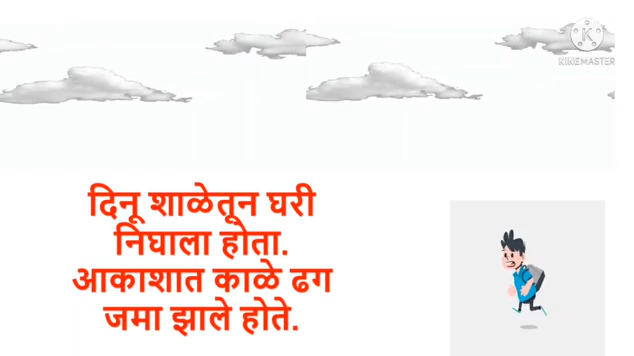 KINEMASTER
दिनू शाळेतून घरी
निघाला होता.
आकाशात काळे ढग
जमा झाले होते.